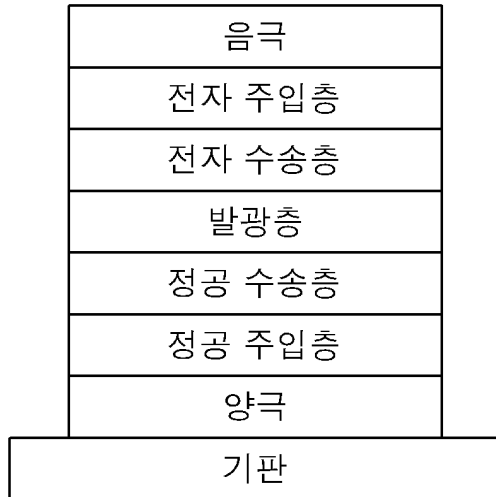 음극
전자 주입층
전자 수송층
발광층
정공 수송층
정공 주입층
양극
기판